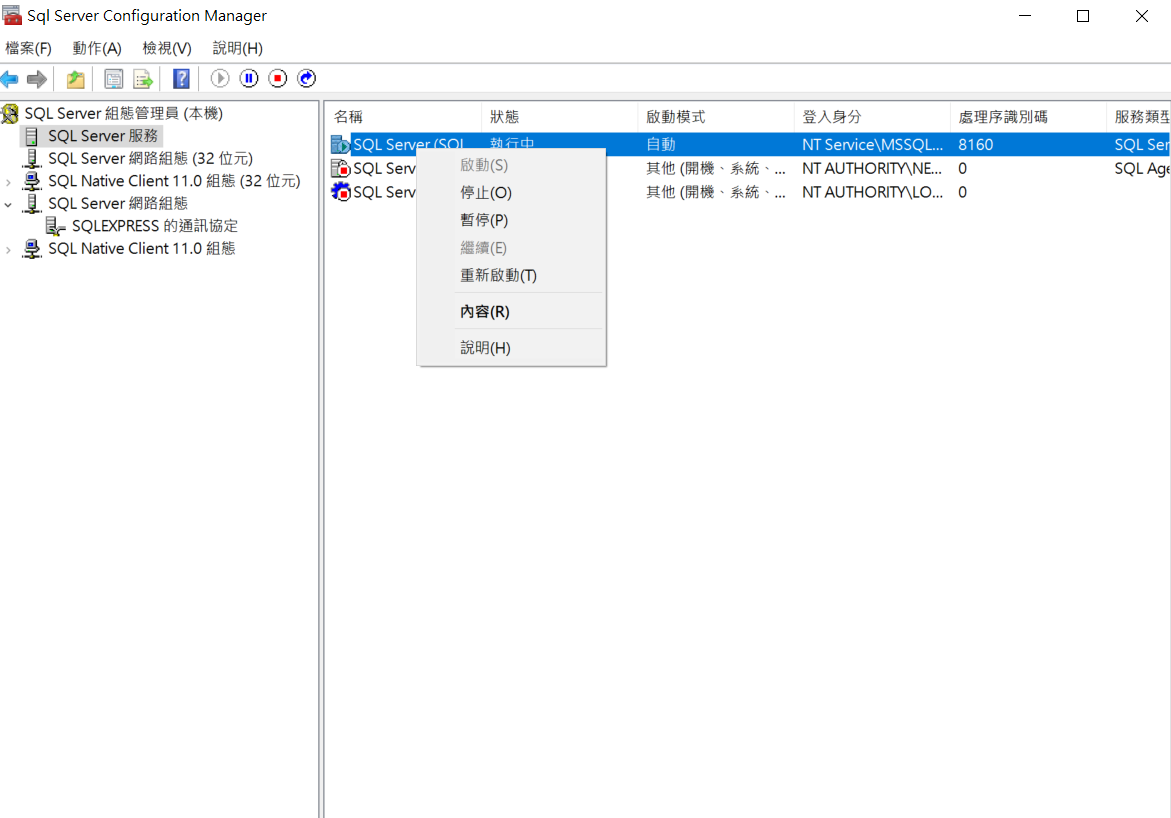 Sql Server Configuration Manager
檔案(F) 動作(A) 檢視(V) 說明(H)
SQL Server 組態管理員 (本機)
SQL Server 服務
SQL Server 網路組態 (32 位元)
SQL Native Client 11.0 組態 (32 位元)
SQL Server 網路組態
SQLEXPRESS 的通訊協定
SQL Native Client 11.0 組態
名稱 狀態 啟動模式 登入身分 處理序識別碼 服務類型
SQL Server (SQL 執行中 自動 NT Service\MSSQL... 8160 SQL Ser
SQL Serv 其他 (開機、系統、... NT AUTHORITY\NE... 0 SQL Age
SQL Serv 其他 (開機、系統、... NT AUTHORITY\LO... 0
啟動(S)
停止(O)
暫停(P)
繼續(E)
重新啟動(T)
內容(R)
說明(H)